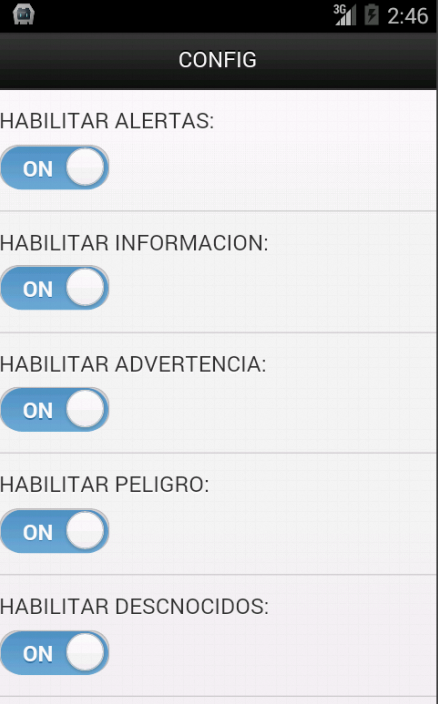 3G 2:46
CONFIG
HABILITAR ALERTAS:
ON
HABILITAR INFORMACION:
ON
HABILITAR ADVERTENCIA:
ON
HABILITAR PELIGRO:
ON
HABILITAR DESCNOCIDOS:
ON